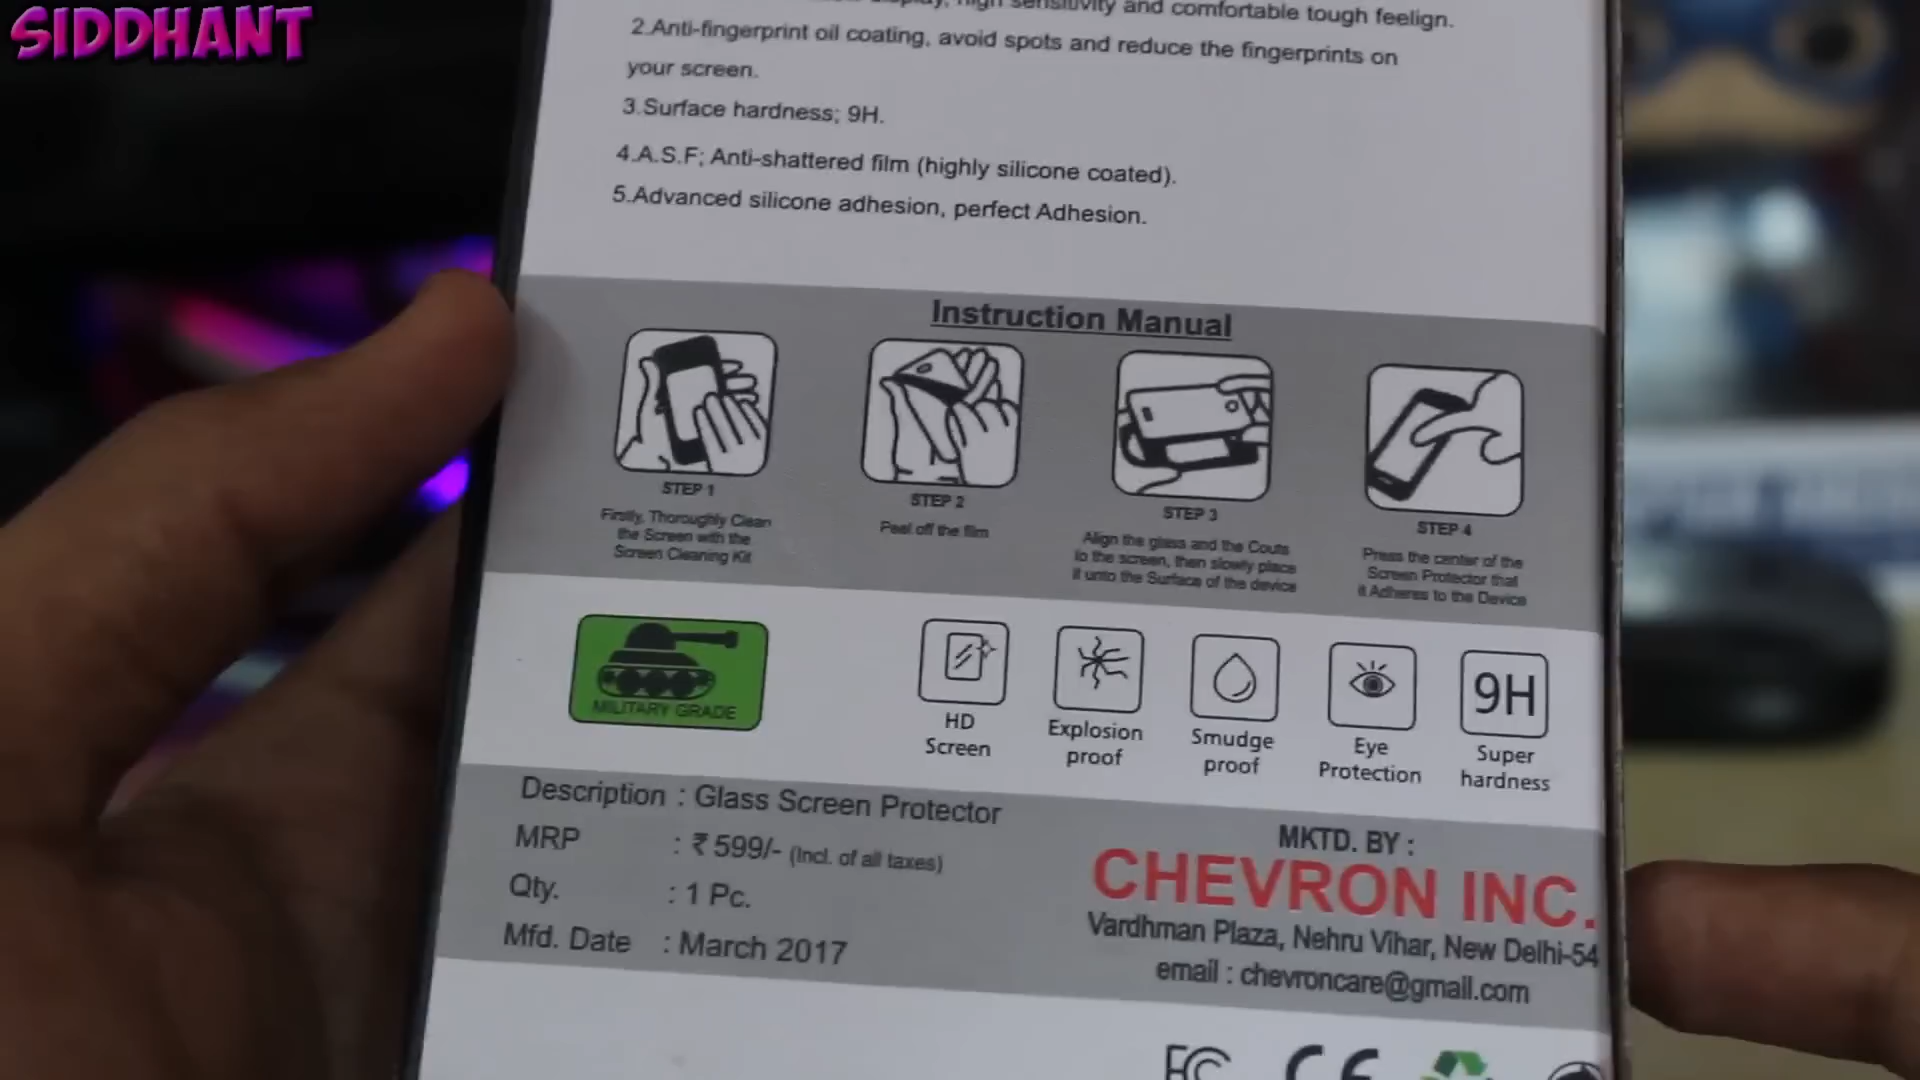 SIDDHANT
display, high sensitivity and comfortable tough feelign.
2.Anti-fingerprint oil coating, avoid spots and reduce the fingerprints on
your screen.
3.Surface hardness; 9H.
4.A.S.F; Anti-shattered film (highly silicone coated).
5.Advanced silicone adhesion, perfect Adhesion.
Instruction Manual
STEP 1
Firstly, Thoroughly Clean
the Screen with the
Screen Cleaning Kit
STEP 2
Peel off the film
STEP 3
Align the glass and the Couts
to the screen, then slowly place
it unto the Surface of the device
STEP 4
Press the center of the
Screen Protector that
it Adheres to the Device
MILITARY GRADE
HD
Screen
Explosion
proof
Smudge
proof
Eye
Protection
9H
Super
hardness
Description : Glass Screen Protector
MRP : ₹ 599/- (Incl. of all taxes)
Qty. : 1 Pc.
Mfd. Date : March 2017
MKTD. BY :
CHEVRON INC.
Vardhman Plaza, Nehru Vihar, New Delhi-54
email : chevroncare@gmail.com
FC CE